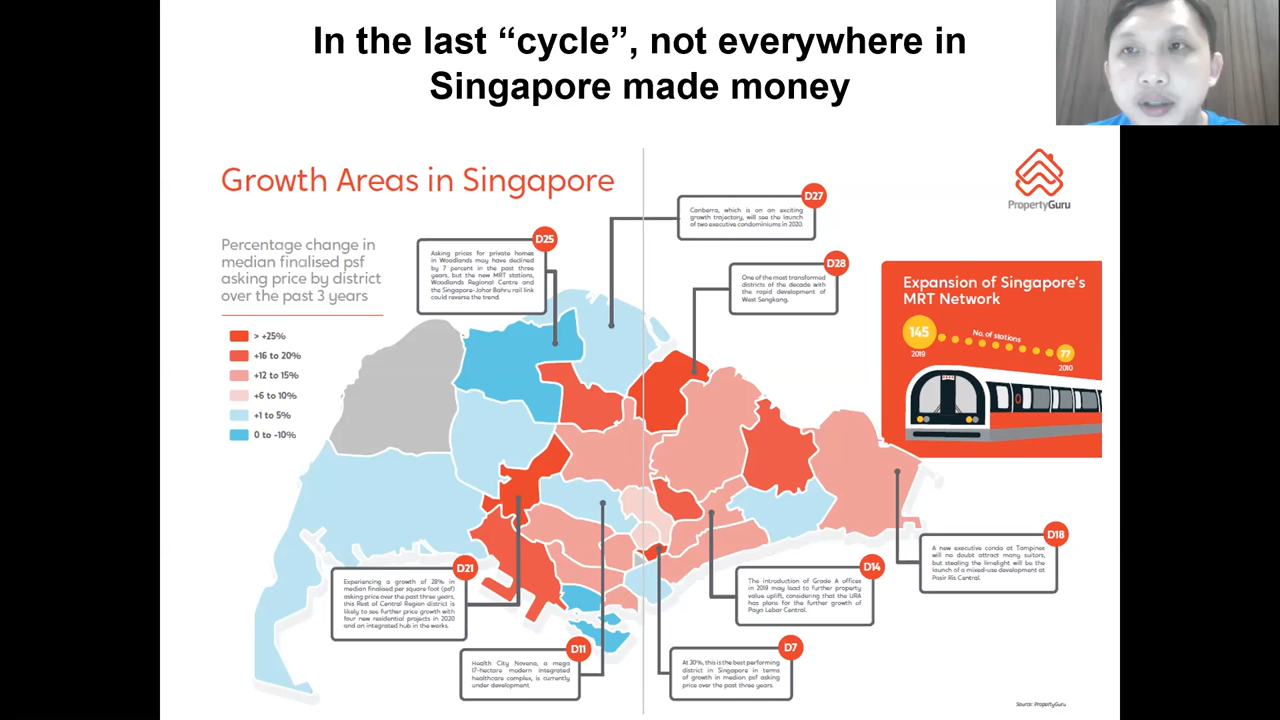 In the last “cycle”, not everywhere in
Singapore made money
Growth Areas in Singapore
PropertyGuru
Percentage change in
median finalised psf
asking price by district
over the past 3 years
> +25%
+16 to 20%
+12 to 15%
+6 to 10%
+1 to 5%
0 to -10%
D25
Asking prices for private homes
in Woodlands may have declined
by 7 percent in the past three
years, but the new MRT stations,
Woodlands Regional Centre and
the Singapore-Johor Bahru rail link
could reverse the trend.
D27
Canberra, which is on an exciting
growth trajectory, will see the launch
of two executive condominiums in 2020.
D28
One of the most transformed
districts of the decade with
the rapid development of
West Sengkang.
Expansion of Singapore's
MRT Network
145
2019
No. of stations
77
2010
D21
Experiencing a growth of 28% in
median finalised per square foot (psf)
asking price over the past three years,
this Rest of Central Region district is
likely to see further price growth with
four new residential projects in 2020
and an integrated hub in the works.
D11
Health City Novena, a mega
17-hectare modern integrated
healthcare complex, is currently
under development.
D7
At 30%, this is the best performing
district in Singapore in terms
of growth in median psf asking
price over the past three years.
D14
The introduction of Grade A offices
in 2019 may lead to further property
value uplift, considering that the URA
has plans for the further growth of
Paya Lebar Central.
D18
A new executive condo at Tampines
will no doubt attract many suitors,
but stealing the limelight will be the
launch of a mixed-use development at
Pasir Ris Central.
Source: PropertyGuru